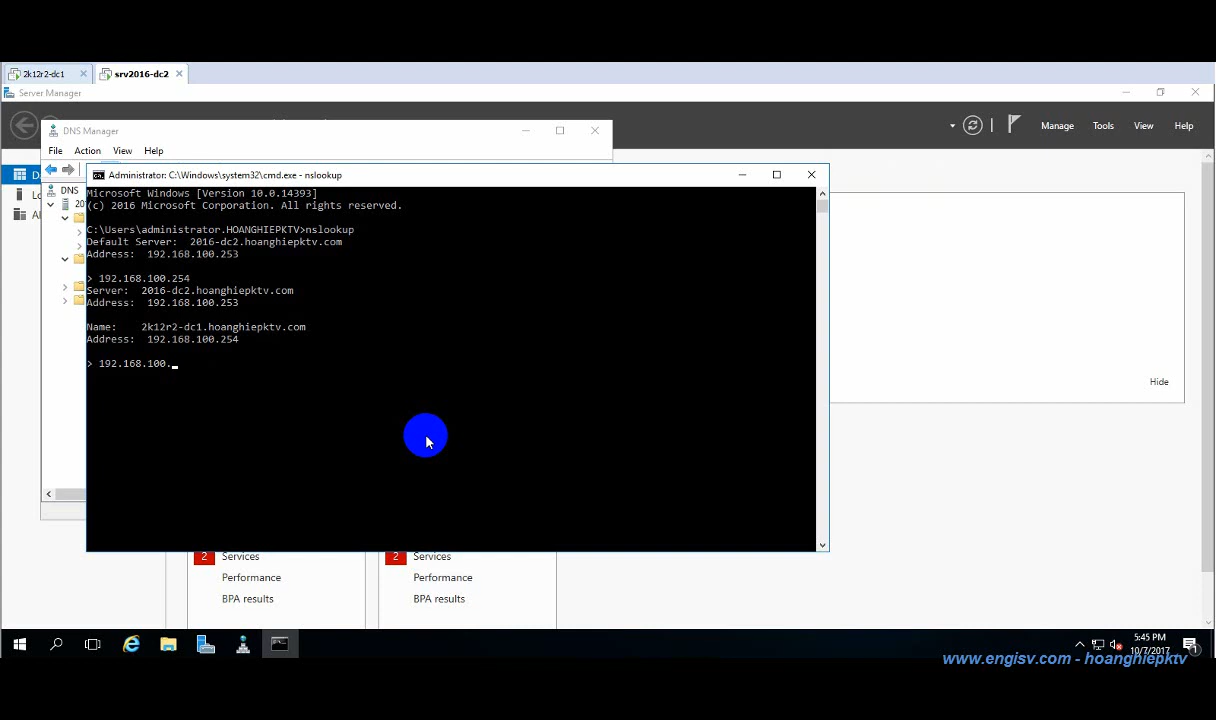 2k12r2-dc1
srv2016-dc2
Server Manager
DNS Manager
Manage Tools View Help
File Action View Help
Administrator: C:\Windows\system32\cmd.exe - nslookup
DNS
Microsoft Windows [Version 10.0.14393]
(c) 2016 Microsoft Corporation. All rights reserved.
C:\Users\administrator.HOANGHIEPKTV>nslookup
Default Server: 2016-dc2.hoanghiepktv.com
Address: 192.168.100.253
> 192.168.100.254
Server: 2016-dc2.hoanghiepktv.com
Address: 192.168.100.253
Name: 2k12r2-dc1.hoanghiepktv.com
Address: 192.168.100.254
> 192.168.100._
Hide
2 Services
Performance
BPA results
2 Services
Performance
BPA results
5:45 PM
10/7/2017
1
www.engisv.com - hoanghiepktv